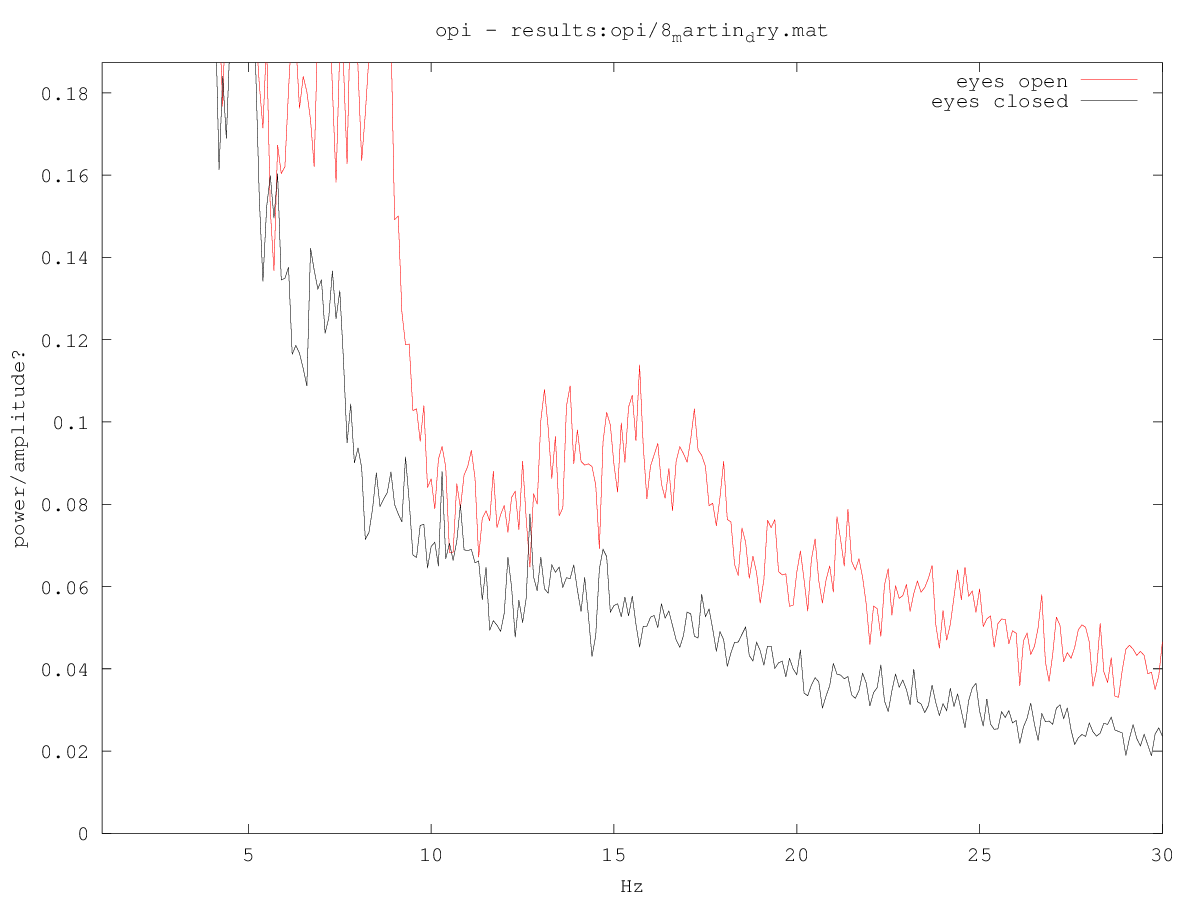 opi - results:opi/8martindry.mat
eyes open
eyes closed
0.18
0.16
0.14
0.12
0.1
0.08
0.06
0.04
0.02
0
power/amplitude?
5 10 15 20 25 30
Hz